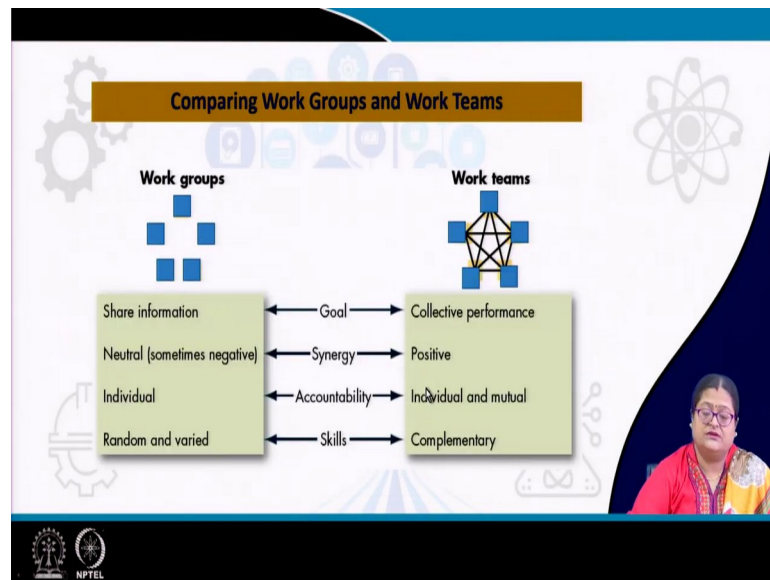 Comparing Work Groups and Work Teams
Work groups
Work teams
Share information
Goal
Collective performance
Neutral (sometimes negative)
Synergy
Positive
Individual
Accountability
Individual and mutual
Random and varied
Skills
Complementary
NPTEL